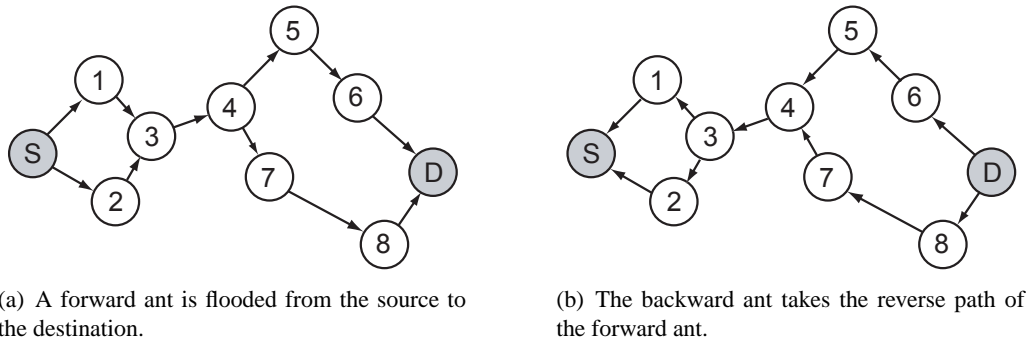 S
1
2
3
4
5
6
7
8
D
S
1
2
3
4
5
6
7
8
D
(a) A forward ant is flooded from the source to
the destination.
(b) The backward ant takes the reverse path of
the forward ant.